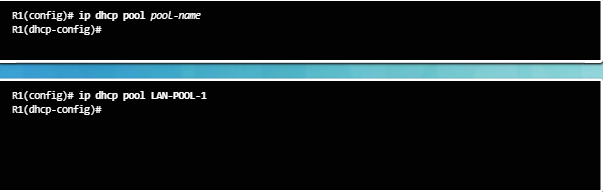 R1(config)# ip dhcp pool pool-name
R1(dhcp-config)#
R1(config)# ip dhcp pool LAN-POOL-1
R1(dhcp-config)#